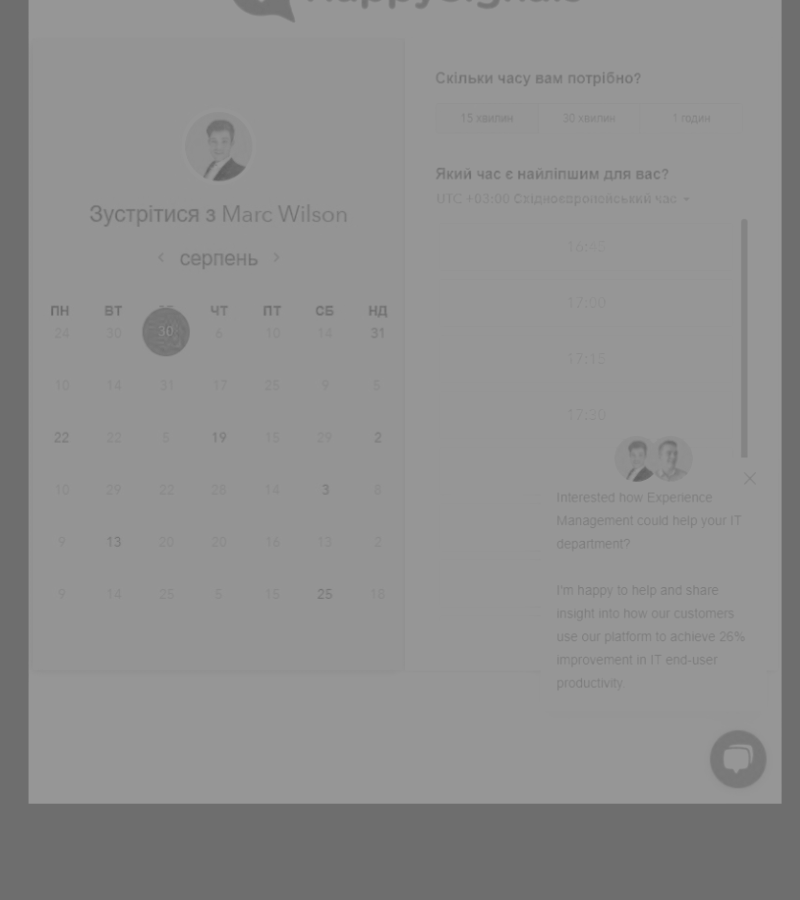 HappySignals
Зустрітися з Marc Wilson
серпень
ПН ВТ ЧТ ПТ СБ НД
24 30 30 6 10 14 31
10 14 31 17 25 9 5
22 22 6 19 15 29 2
10 29 22 28 14 3 8
9 13 20 20 16 13 2
9 14 25 5 15 25 16
Скільки часу вам потрібно?
15 хвилин 30 хвилин 1 годин
Який час є найліпшим для вас?
UTC +03:00 Східноєвропейський час
16:45
17:00
17:15
17:30
Interested how Experience
Management could help your IT
department?
I'm happy to help and share
insight into how our customers
use our platform to achieve 26%
improvement in IT end-user
productivity.